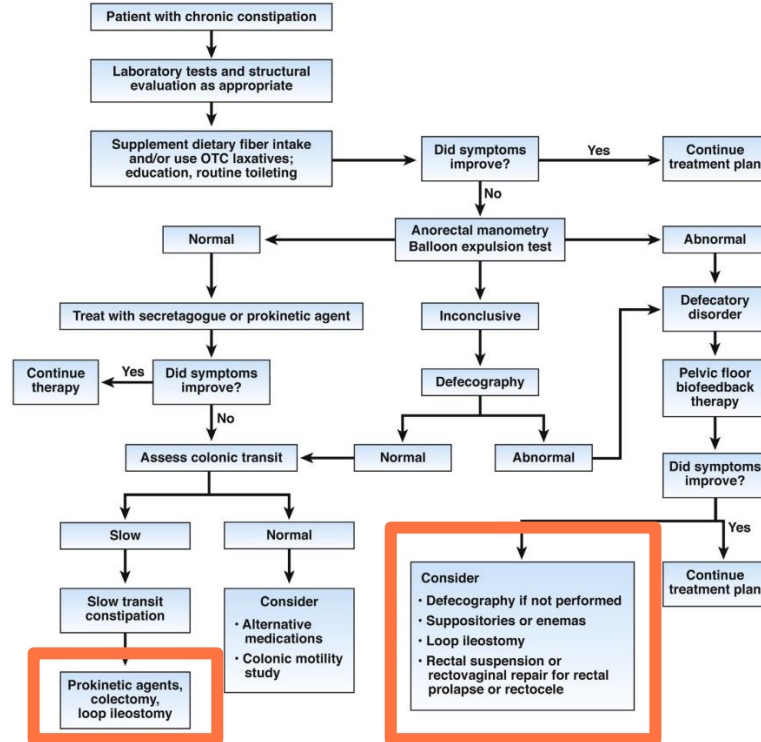 Patient with chronic constipation
Laboratory tests and structural
evaluation as appropriate
Supplement dietary fiber intake
and/or use OTC laxatives;
education, routine toileting
Did symptoms
improve?
Yes
Continue
treatment plan
No
Anorectal manometry
Balloon expulsion test
Normal
Abnormal
Treat with secretagogue or prokinetic agent
Inconclusive
Defecatory
disorder
Continue
therapy
Yes
Did symptoms
improve?
Defecography
Pelvic floor
biofeedback
therapy
No
Assess colonic transit
Normal
Abnormal
Did symptoms
improve?
Slow
Normal
Yes
Slow transit
constipation
Consider
• Alternative
medications
• Colonic motility
study
Consider
• Defecography if not performed
• Suppositories or enemas
• Loop ileostomy
• Rectal suspension or
rectovaginal repair for rectal
prolapse or rectocele
Continue
treatment plan
Prokinetic agents,
colectomy,
loop ileostomy